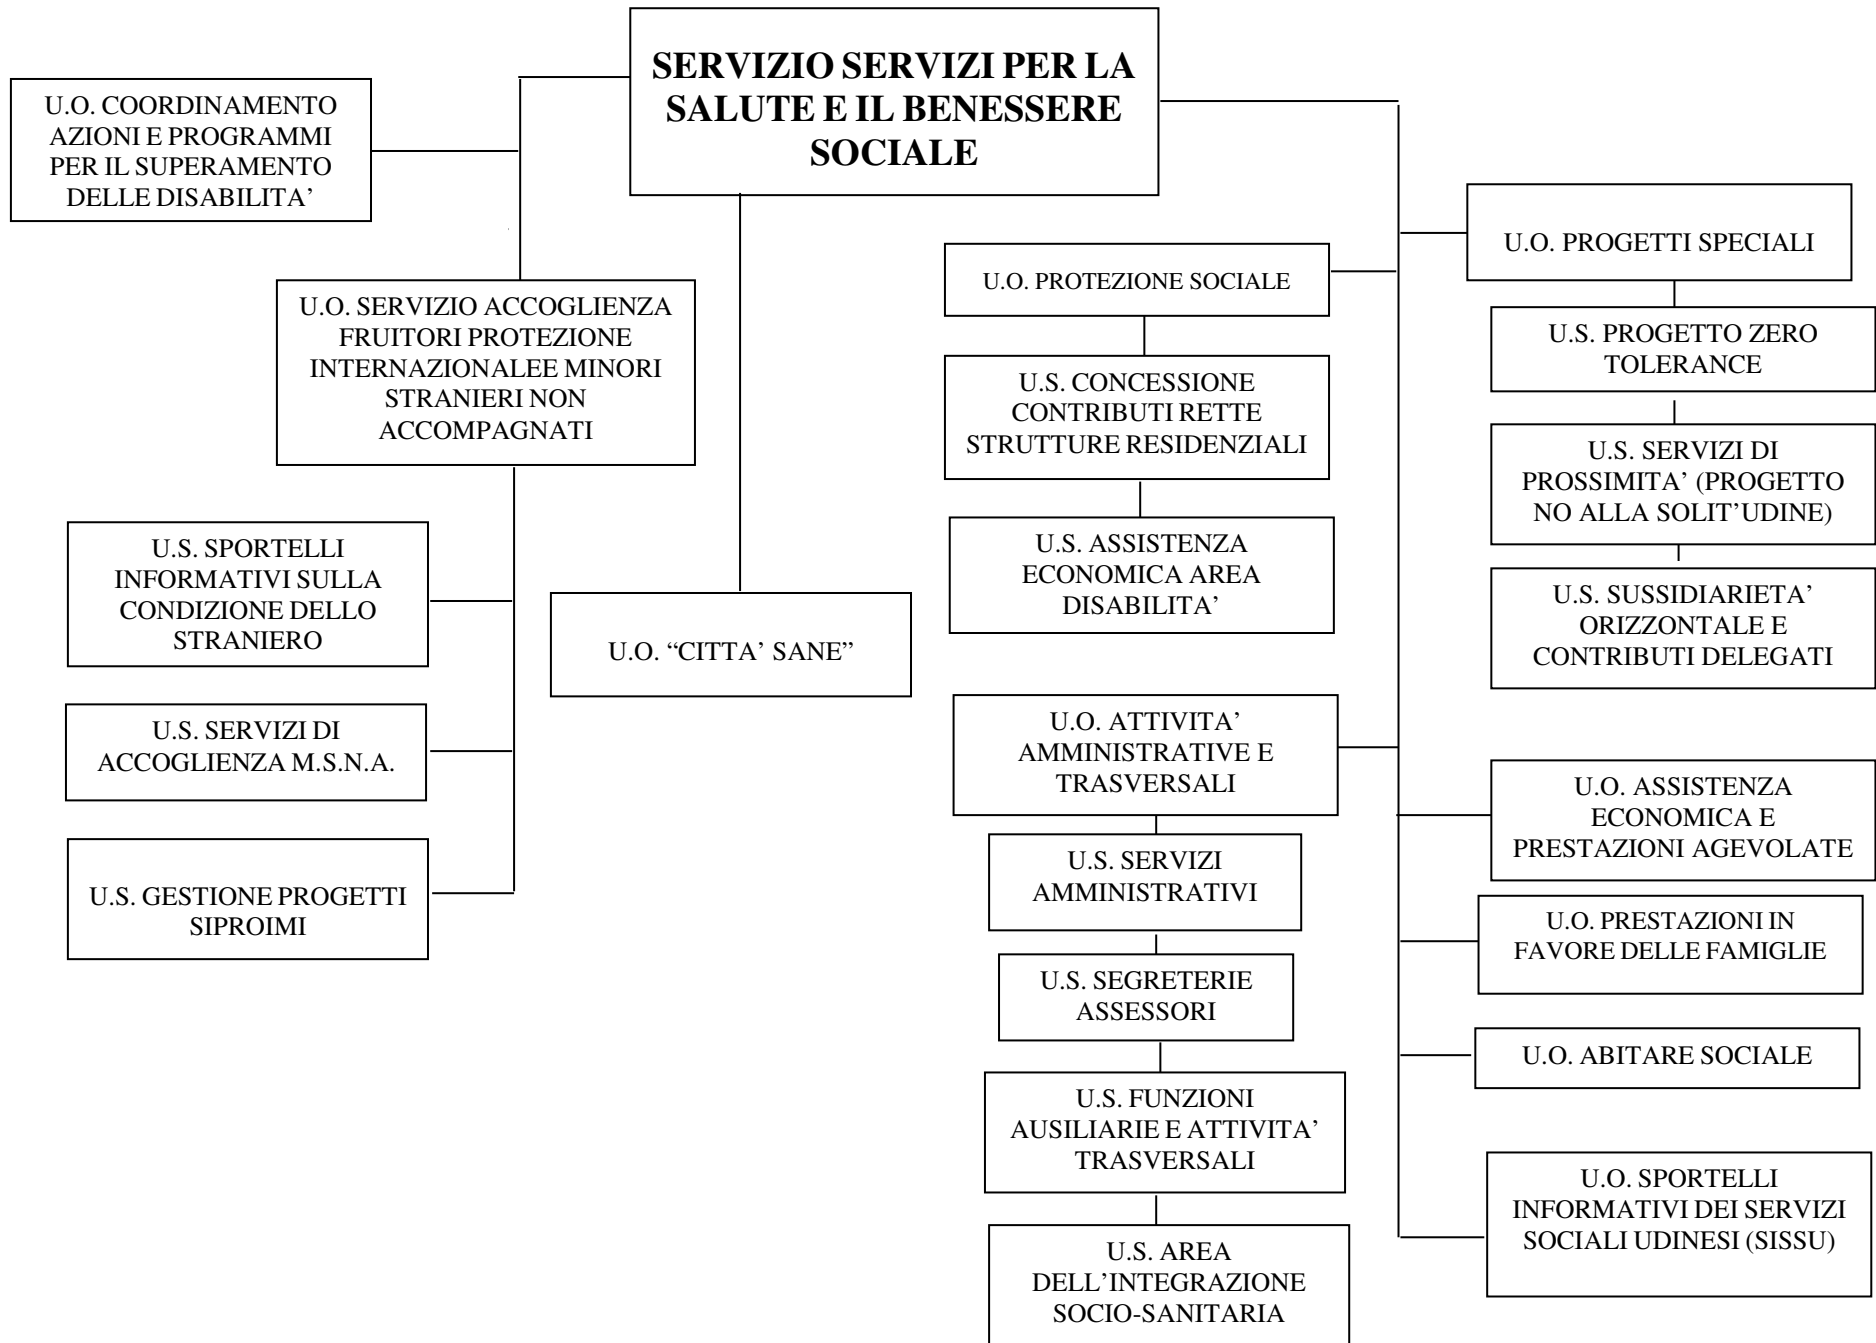 SERVIZIO SERVIZI PER LA
SALUTE E IL BENESSERE
SOCIALE
U.O. COORDINAMENTO
AZIONI E PROGRAMMI
PER IL SUPERAMENTO
DELLE DISABILITA’
U.O. SERVIZIO ACCOGLIENZA
FRUITORI PROTEZIONE
INTERNAZIONALEE MINORI
STRANIERI NON
ACCOMPAGNATI
U.S. SPORTELLI
INFORMATIVI SULLA
CONDIZIONE DELLO
STRANIERO
U.S. SERVIZI DI
ACCOGLIENZA M.S.N.A.
U.S. GESTIONE PROGETTI
SIPROIMI
U.O. “CITTA’ SANE”
U.O. PROTEZIONE SOCIALE
U.S. CONCESSIONE
CONTRIBUTI RETTE
STRUTTURE RESIDENZIALI
U.S. ASSISTENZA
ECONOMICA AREA
DISABILITA’
U.O. ATTIVITA’
AMMINISTRATIVE E
TRASVERSALI
U.S. SERVIZI
AMMINISTRATIVI
U.S. SEGRETERIE
ASSESSORI
U.S. FUNZIONI
AUSILIARIE E ATTIVITA’
TRASVERSALI
U.S. AREA
DELL’INTEGRAZIONE
SOCIO-SANITARIA
U.O. PROGETTI SPECIALI
U.S. PROGETTO ZERO
TOLERANCE
U.S. SERVIZI DI
PROSSIMITA’ (PROGETTO
NO ALLA SOLIT’UDINE)
U.S. SUSSIDIARIETA’
ORIZZONTALE E
CONTRIBUTI DELEGATI
U.O. ASSISTENZA
ECONOMICA E
PRESTAZIONI AGEVOLATE
U.O. PRESTAZIONI IN
FAVORE DELLE FAMIGLIE
U.O. ABITARE SOCIALE
U.O. SPORTELLI
INFORMATIVI DEI SERVIZI
SOCIALI UDINESI (SISSU)